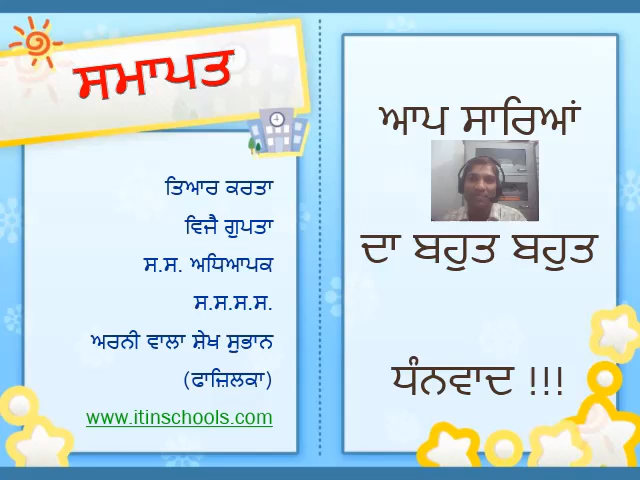 ਸਮਾਪਤ
ਤਿਆਰ ਕਰਤਾ
ਵਿਜੈ ਗੁਪਤਾ
ਸ.ਸ. ਅਧਿਆਪਕ
ਸ.ਸ.ਸ.ਸ.
ਅਰਨੀ ਵਾਲਾ ਸ਼ੇਖ ਸੁਭਾਨ
(ਫਾਜ਼ਿਲਕਾ)
www.itinschools.com
ਆਪ ਸਾਰਿਆਂ
ਦਾ ਬਹੁਤ ਬਹੁਤ
ਧੰਨਵਾਦ !!!